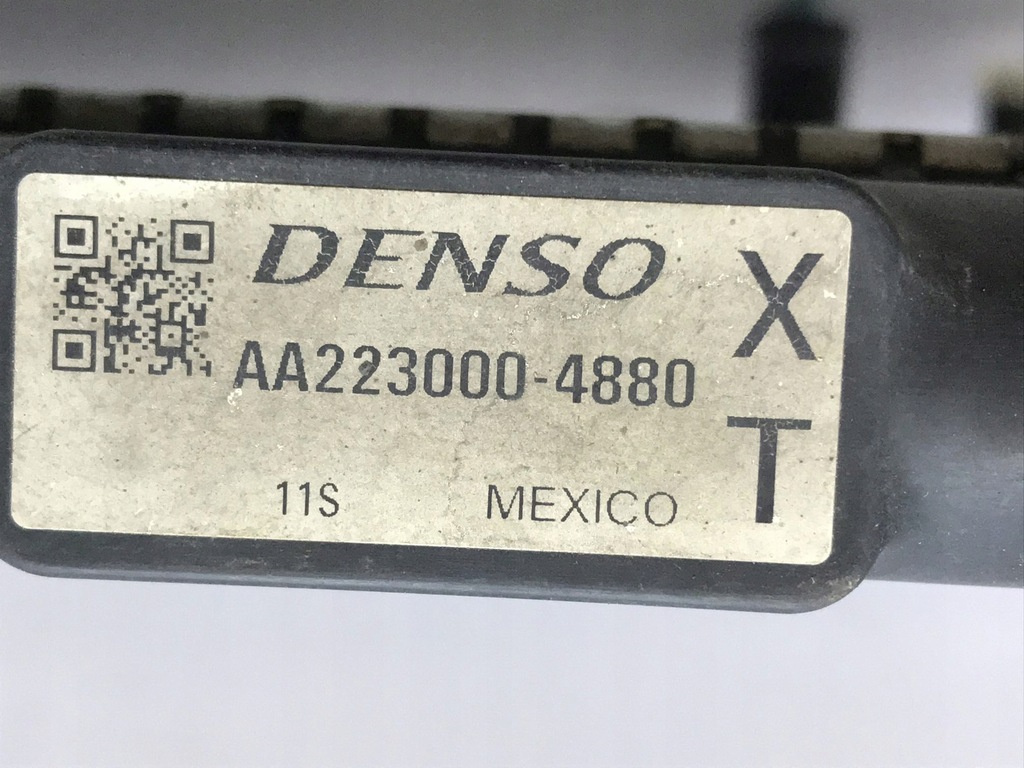 DENSO
X
AA223000-4880
T
11S
MEXICO